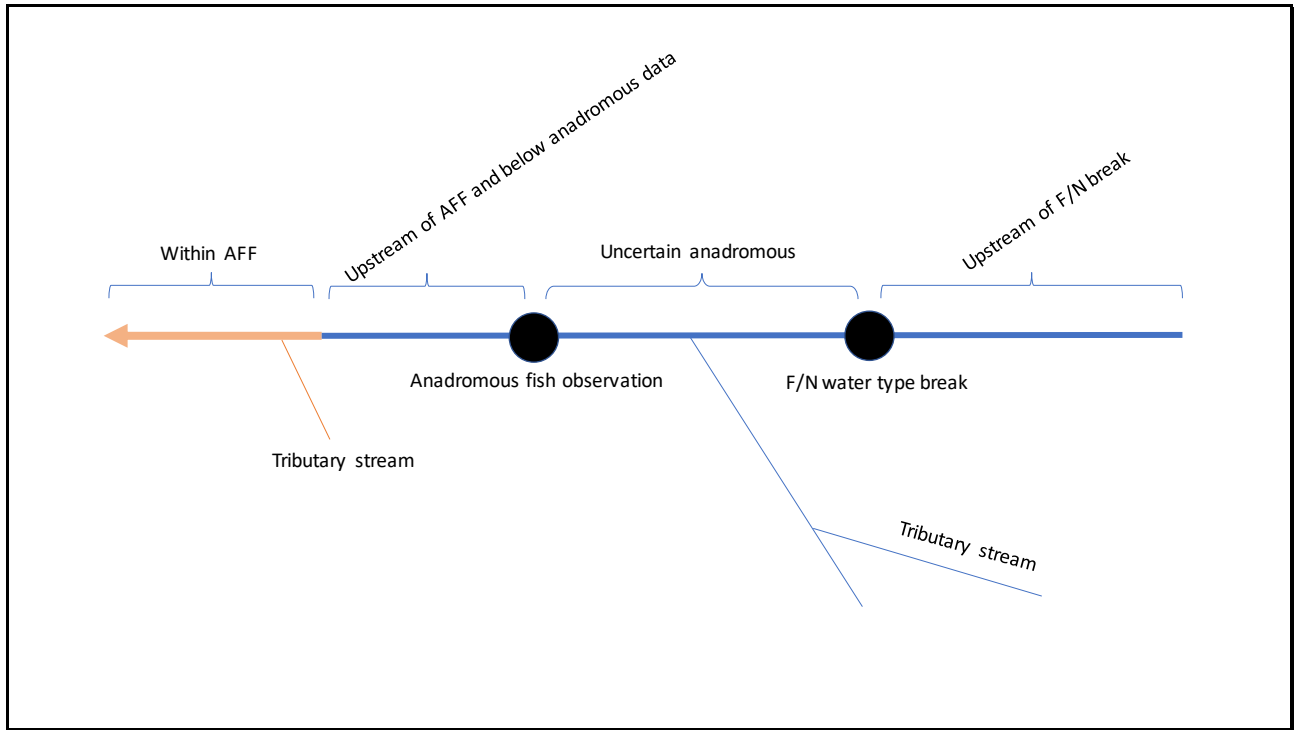 Upstream of AFF and below anadromous data
Upstream of F/N break
Within AFF
Uncertain anadromous
Anadromous fish observation
F/N water type break
Tributary stream
Tributary stream